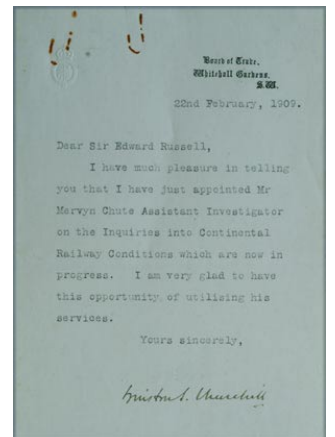 Board of Trade,
Whitehall Gardens.
S.W.
22nd February, 1909.
Dear Sir Edward Russell,
I have much pleasure in telling
you that I have just appointed Mr
Mervyn Chute Assistant Investigator
on the Inquiries into Continental
Railway Conditions which are now in
progress. I am very glad to have
this opportunity of utilising his
services.
Yours sincerely,
Winston S. Churchill